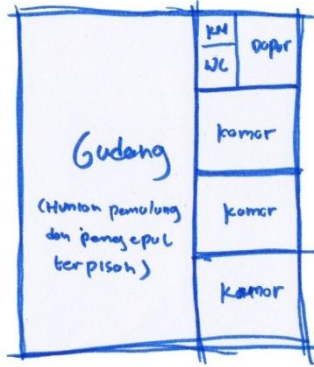 KM
WC
Dapur
Gudang
(Hunian pemulung
dan pengepul
terpisah)
kamar
kamar
kamar